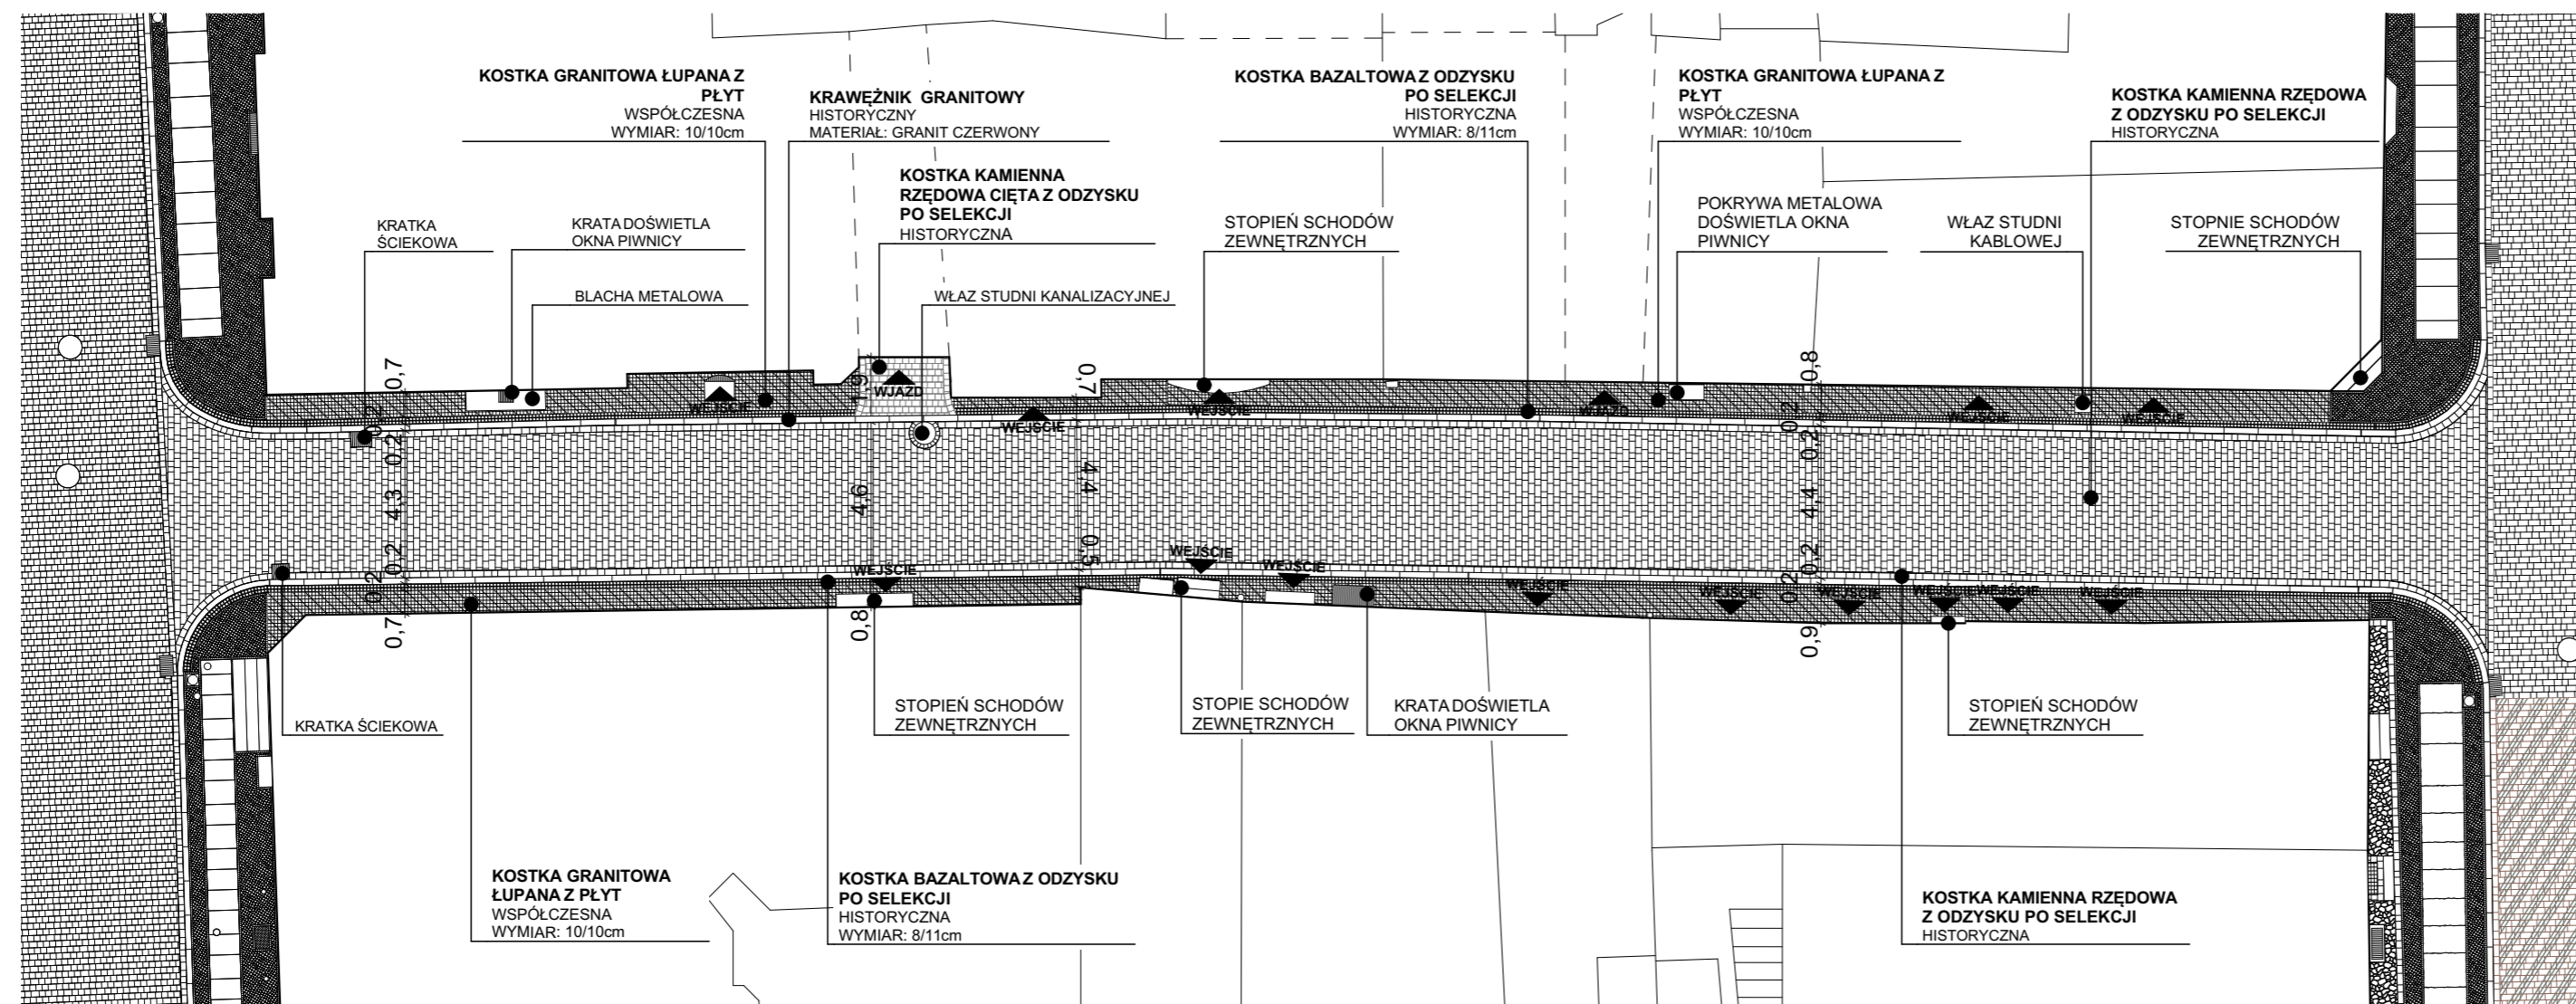 KOSTKA GRANITOWA ŁUPANA Z
PŁYT
WSPÓŁCZESNA
WYMIAR: 10/10cm
KRAWĘŻNIK GRANITOWY
HISTORYCZNY
MATERIAŁ: GRANIT CZERWONY
KOSTKA BAZALTOWA Z ODZYSKU
PO SELEKCJI
HISTORYCZNA
WYMIAR: 8/11cm
KOSTKA GRANITOWA ŁUPANA Z
PŁYT
WSPÓŁCZESNA
WYMIAR: 10/10cm
KOSTKA KAMIENNA RZĘDOWA
Z ODZYSKU PO SELEKCJI
HISTORYCZNA
KOSTKA KAMIENNA
RZĘDOWA CIĘTA Z ODZYSKU
PO SELEKCJI
HISTORYCZNA
KRATKA
ŚCIEKOWA
KRATA DOŚWIETLA
OKNA PIWNICY
STOPIEŃ SCHODÓW
ZEWNĘTRZNYCH
POKRYWA METALOWA
DOŚWIETLA OKNA
PIWNICY
WŁAZ STUDNI
KABLOWEJ
STOPNIE SCHODÓW
ZEWNĘTRZNYCH
BLACHA METALOWA
WŁAZ STUDNI KANALIZACYJNEJ
0,7
0,2
0,2
4,3
0,2
0,2
0,7
WEJŚCIE
1,9
WJAZD
4,6
0,8
WEJŚCIE
WEJŚCIE
0,7
4,4
0,5
WEJŚCIE
WEJŚCIE
WEJŚCIE
WJAZD
WEJŚCIE
0,8
02
0,2
4,4
0,2
02
0,9
WEJŚCIE
WEJŚCIE
WEJŚCIE
WEJŚCIE
WEJŚCIE
WEJŚCIE
WEJŚCIE
KRATKA ŚCIEKOWA
STOPIEŃ SCHODÓW
ZEWNĘTRZNYCH
STOPIE SCHODÓW
ZEWNĘTRZNYCH
KRATA DOŚWIETLA
OKNA PIWNICY
STOPIEŃ SCHODÓW
ZEWNĘTRZNYCH
KOSTKA GRANITOWA
ŁUPANA Z PŁYT
WSPÓŁCZESNA
WYMIAR: 10/10cm
KOSTKA BAZALTOWA Z ODZYSKU
PO SELEKCJI
HISTORYCZNA
WYMIAR: 8/11cm
KOSTKA KAMIENNA RZĘDOWA
Z ODZYSKU PO SELEKCJI
HISTORYCZNA